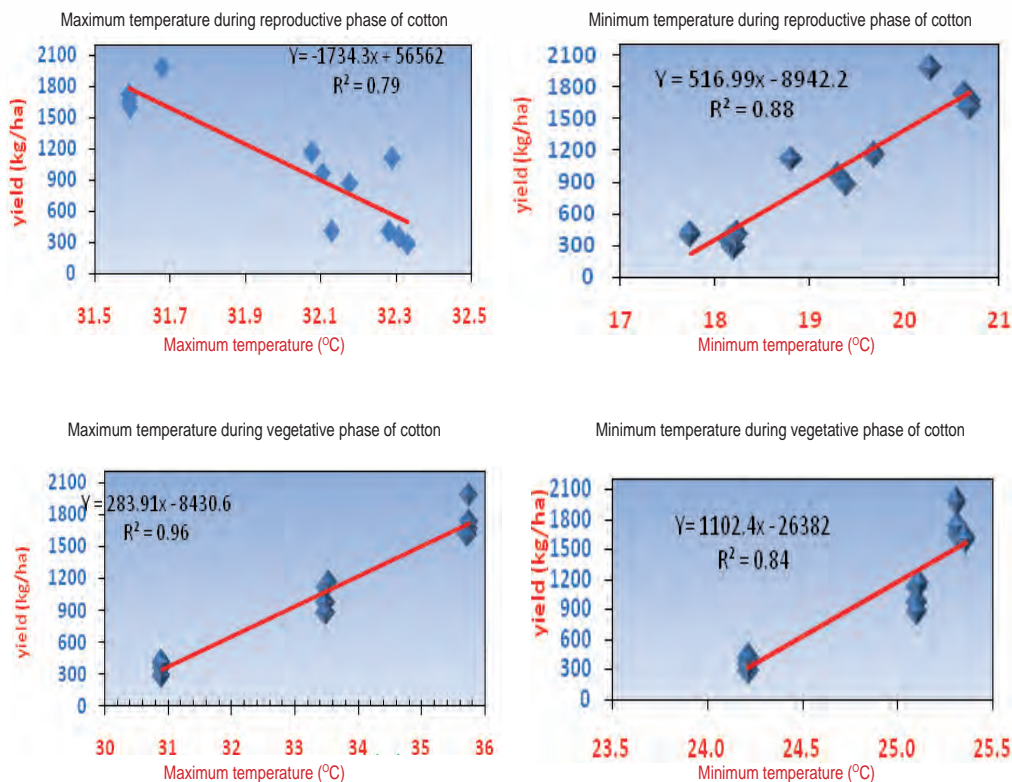 Maximum temperature during reproductive phase of cotton
yield (kg/ha)
2100
1800
1500
1200
900
600
300
0
Y= -1734.3x + 56562
R² = 0.79
31.5 31.7 31.9 32.1 32.3 32.5
Maximum temperature (⁰C)
Minimum temperature during reproductive phase of cotton
yield (kg/ha)
2100
1800
1500
1200
900
600
300
0
Y = 516.99x - 8942.2
R² = 0.88
17 18 19 20 21
Minimum temperature (⁰C)
Maximum temperature during vegetative phase of cotton
yield (kg/ha)
2100
1800
1500
1200
900
600
300
0
Y = 283.91x - 8430.6
R² = 0.96
30 31 32 33 34 35 36
Maximum temperature (⁰C)
Minimum temperature during vegetative phase of cotton
yield (kg/ha)
2100
1800
1500
1200
900
600
300
0
Y= 1102.4x - 26382
R² = 0.84
23.5 24.0 24.5 25.0 25.5
Minimum temperature (⁰C)